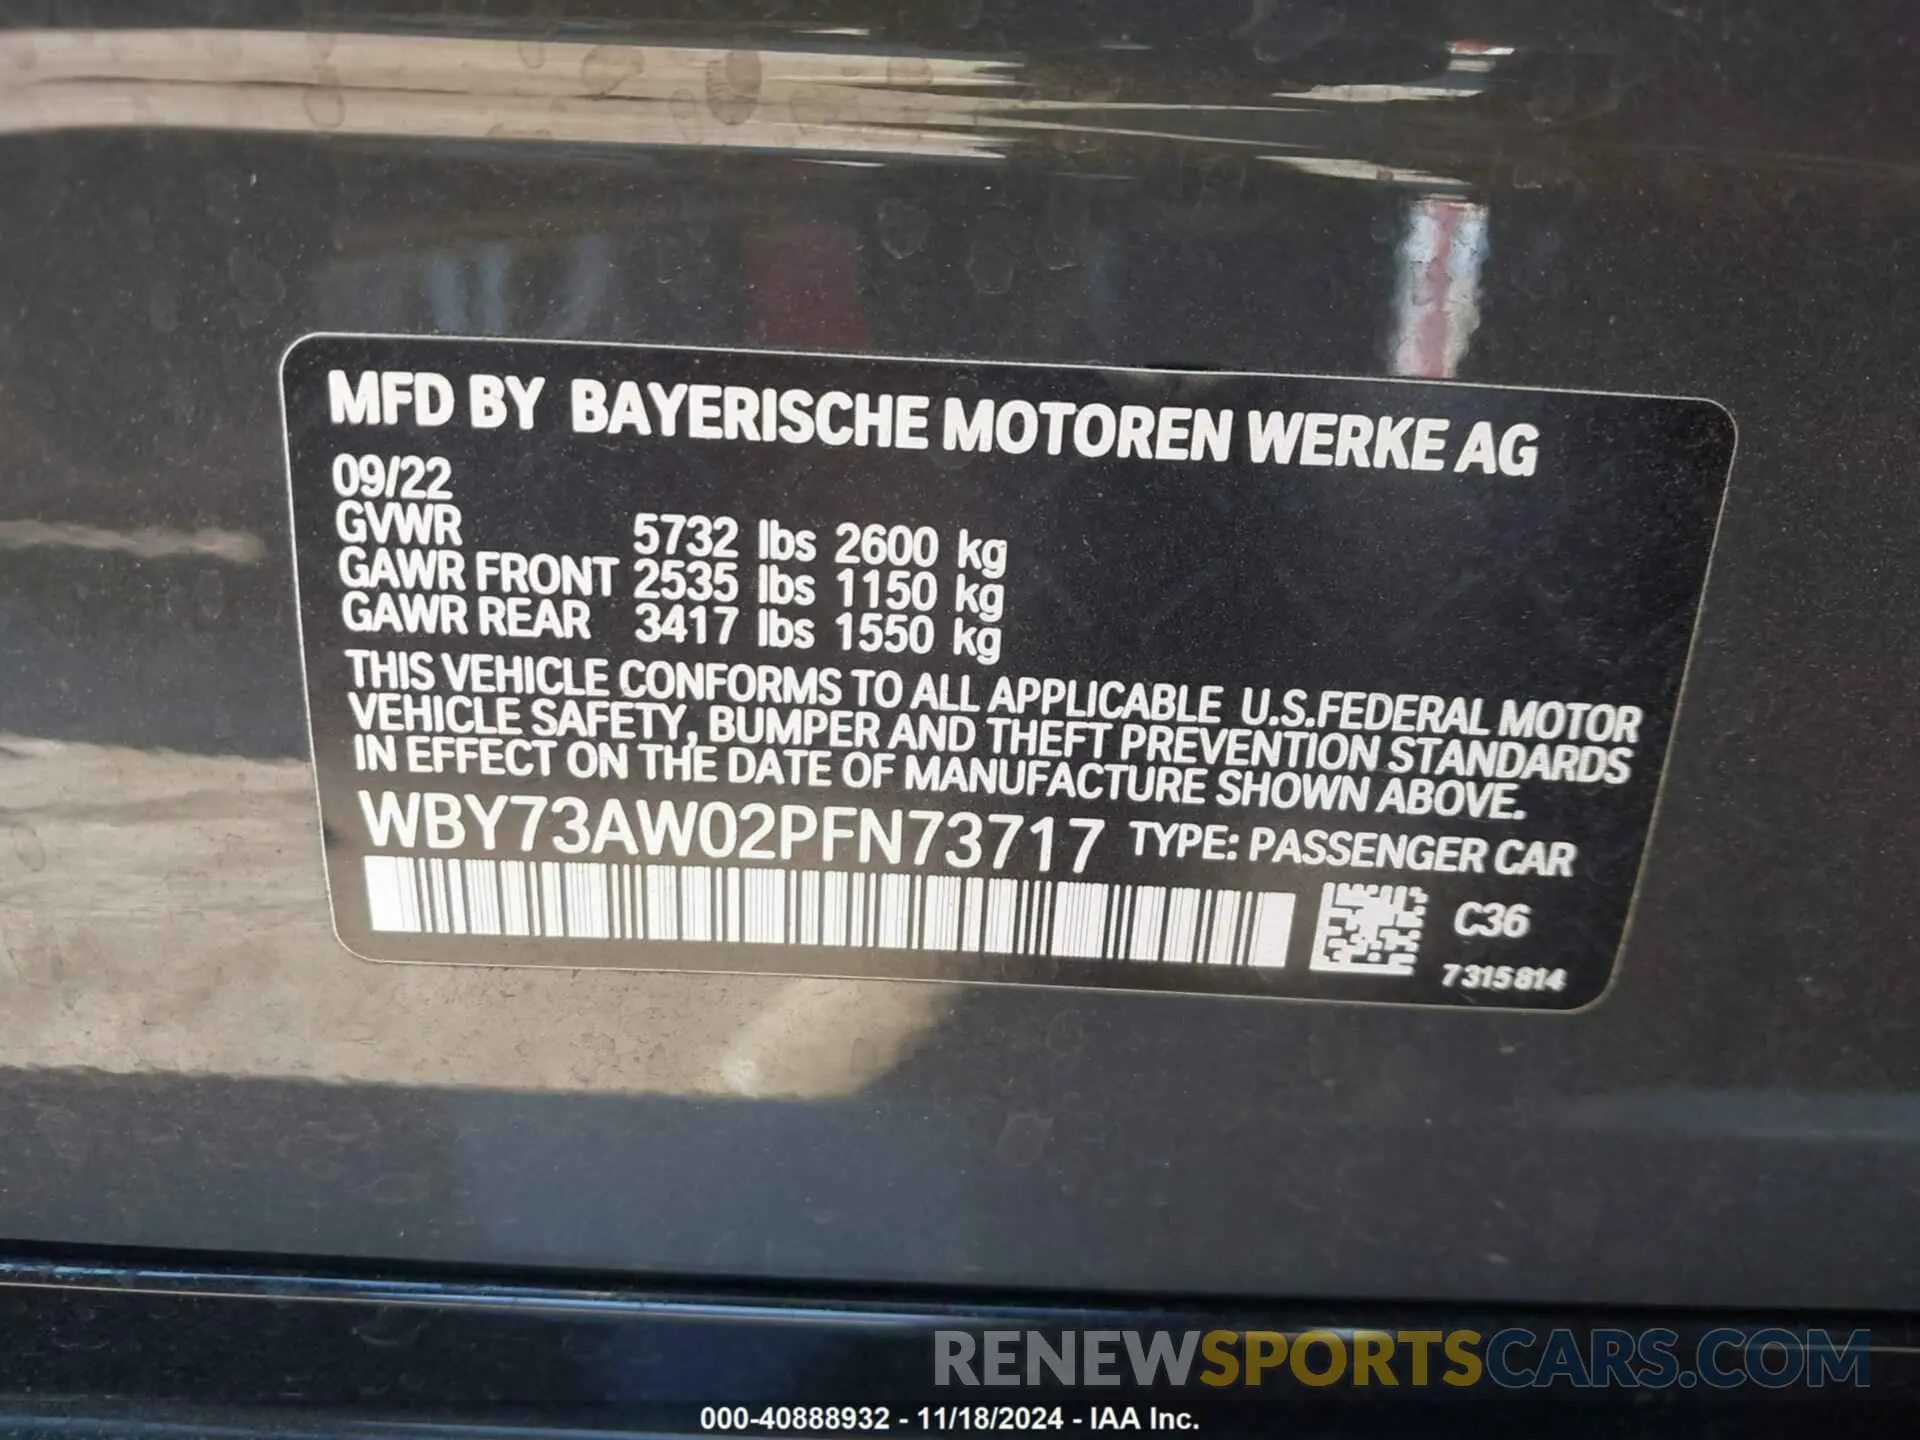 MFD BY BAYERISCHE MOTOREN WERKE AG
09/22
GVWR 5732 lbs 2600 kg
GAWR FRONT 2535 lbs 1150 kg
GAWR REAR 3417 lbs 1550 kg
THIS VEHICLE CONFORMS TO ALL APPLICABLE U.S.FEDERAL MOTOR
VEHICLE SAFETY, BUMPER AND THEFT PREVENTION STANDARDS
IN EFFECT ON THE DATE OF MANUFACTURE SHOWN ABOVE.
WBY73AW02PFN73717 TYPE: PASSENGER CAR
C36
7315814
RENEWSPORTSCARS.COM
000-40888932 - 11/18/2024 - IAA Inc.